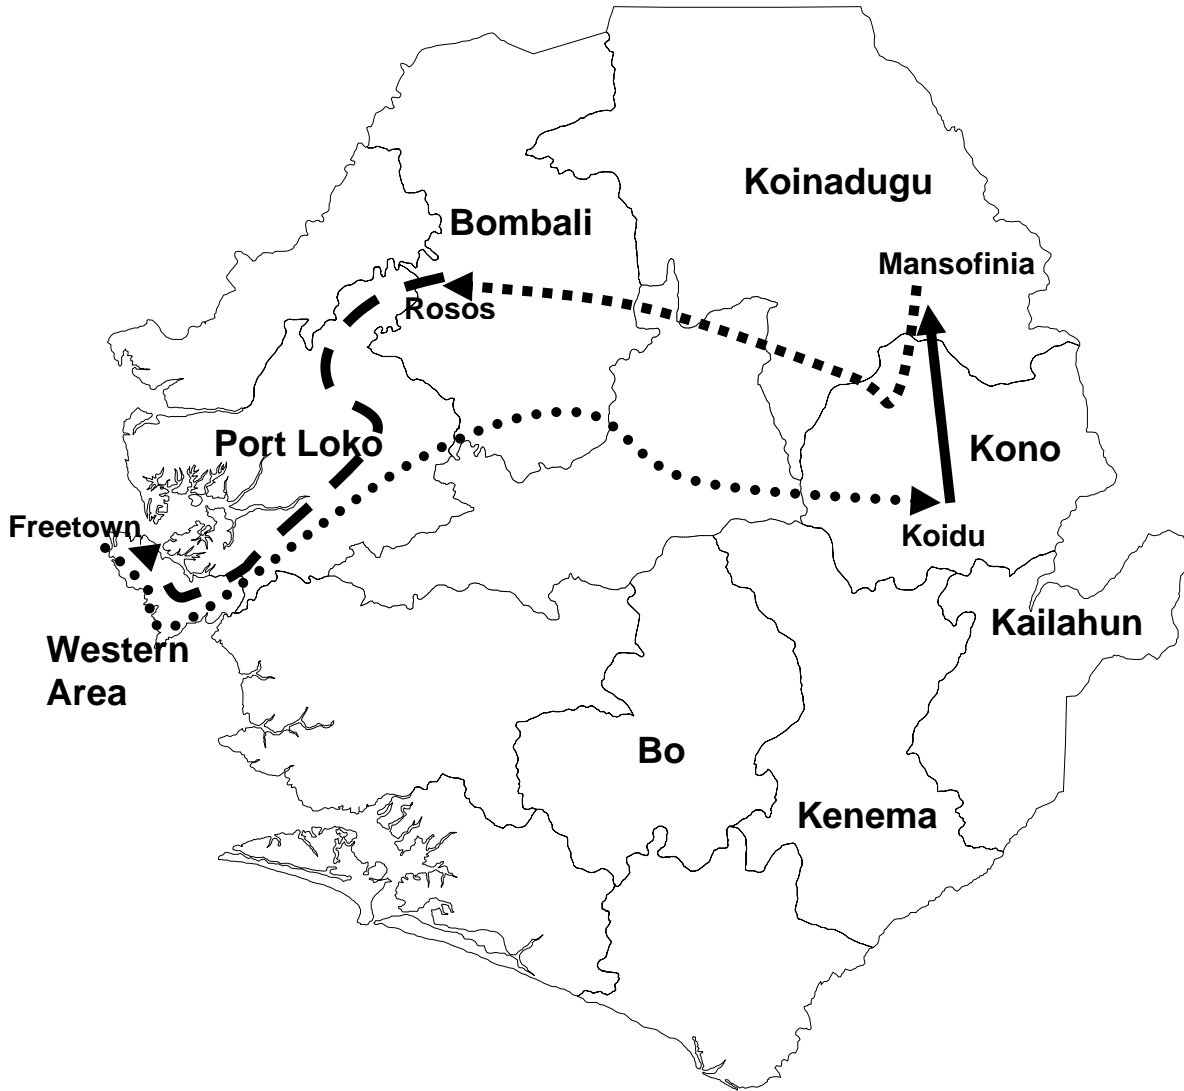 Koinadugu
Bombali
Mansofinia
Rosos
Port Loko
Kono
Freetown
Koidu
Kailahun
Western
Area
Bo
Kenema